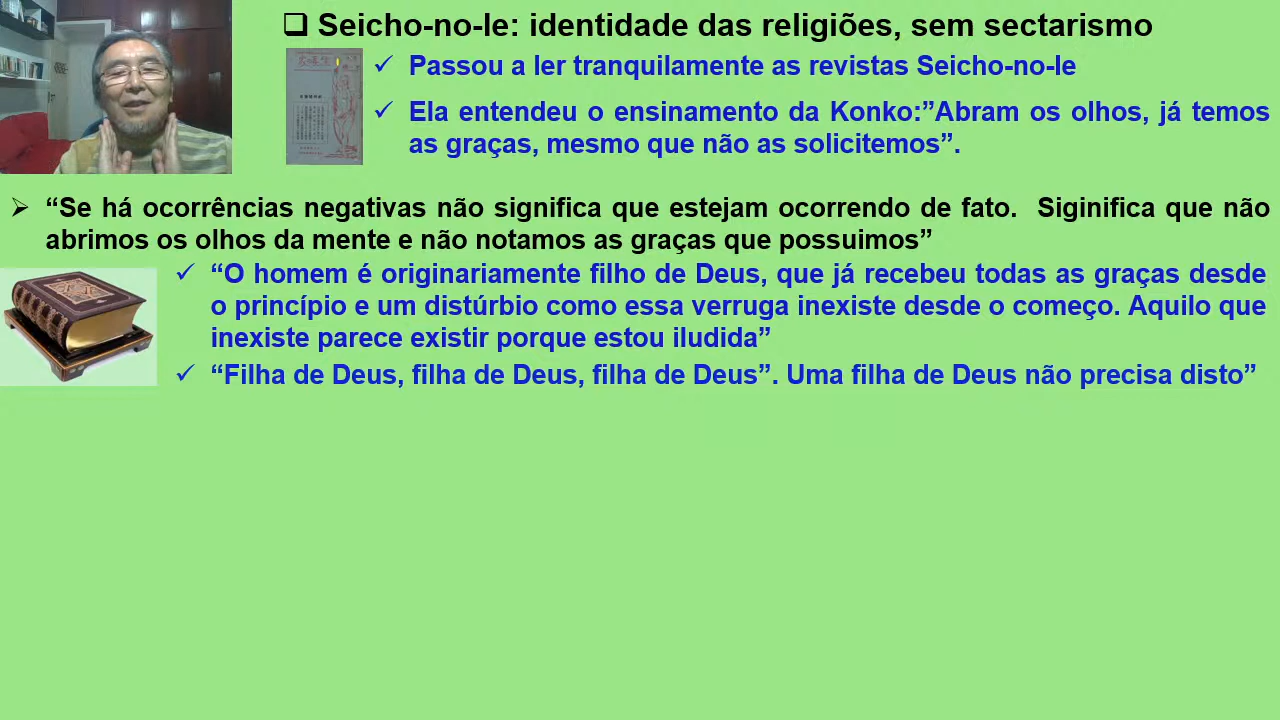 Seicho-no-Ie: identidade das religiões, sem sectarismo
Passou a ler tranquilamente as revistas Seicho-no-Ie
Ela entendeu o ensinamento da Konko:”Abram os olhos, já temos
as graças, mesmo que não as solicitemos”.
“Se há ocorrências negativas não significa que estejam ocorrendo de fato. Siginifica que não
abrimos os olhos da mente e não notamos as graças que possuimos”
“O homem é originariamente filho de Deus, que já recebeu todas as graças desde
o princípio e um distúrbio como essa verruga inexiste desde o começo. Aquilo que
inexiste parece existir porque estou iludida”
“Filha de Deus, filha de Deus, filha de Deus”. Uma filha de Deus não precisa disto”